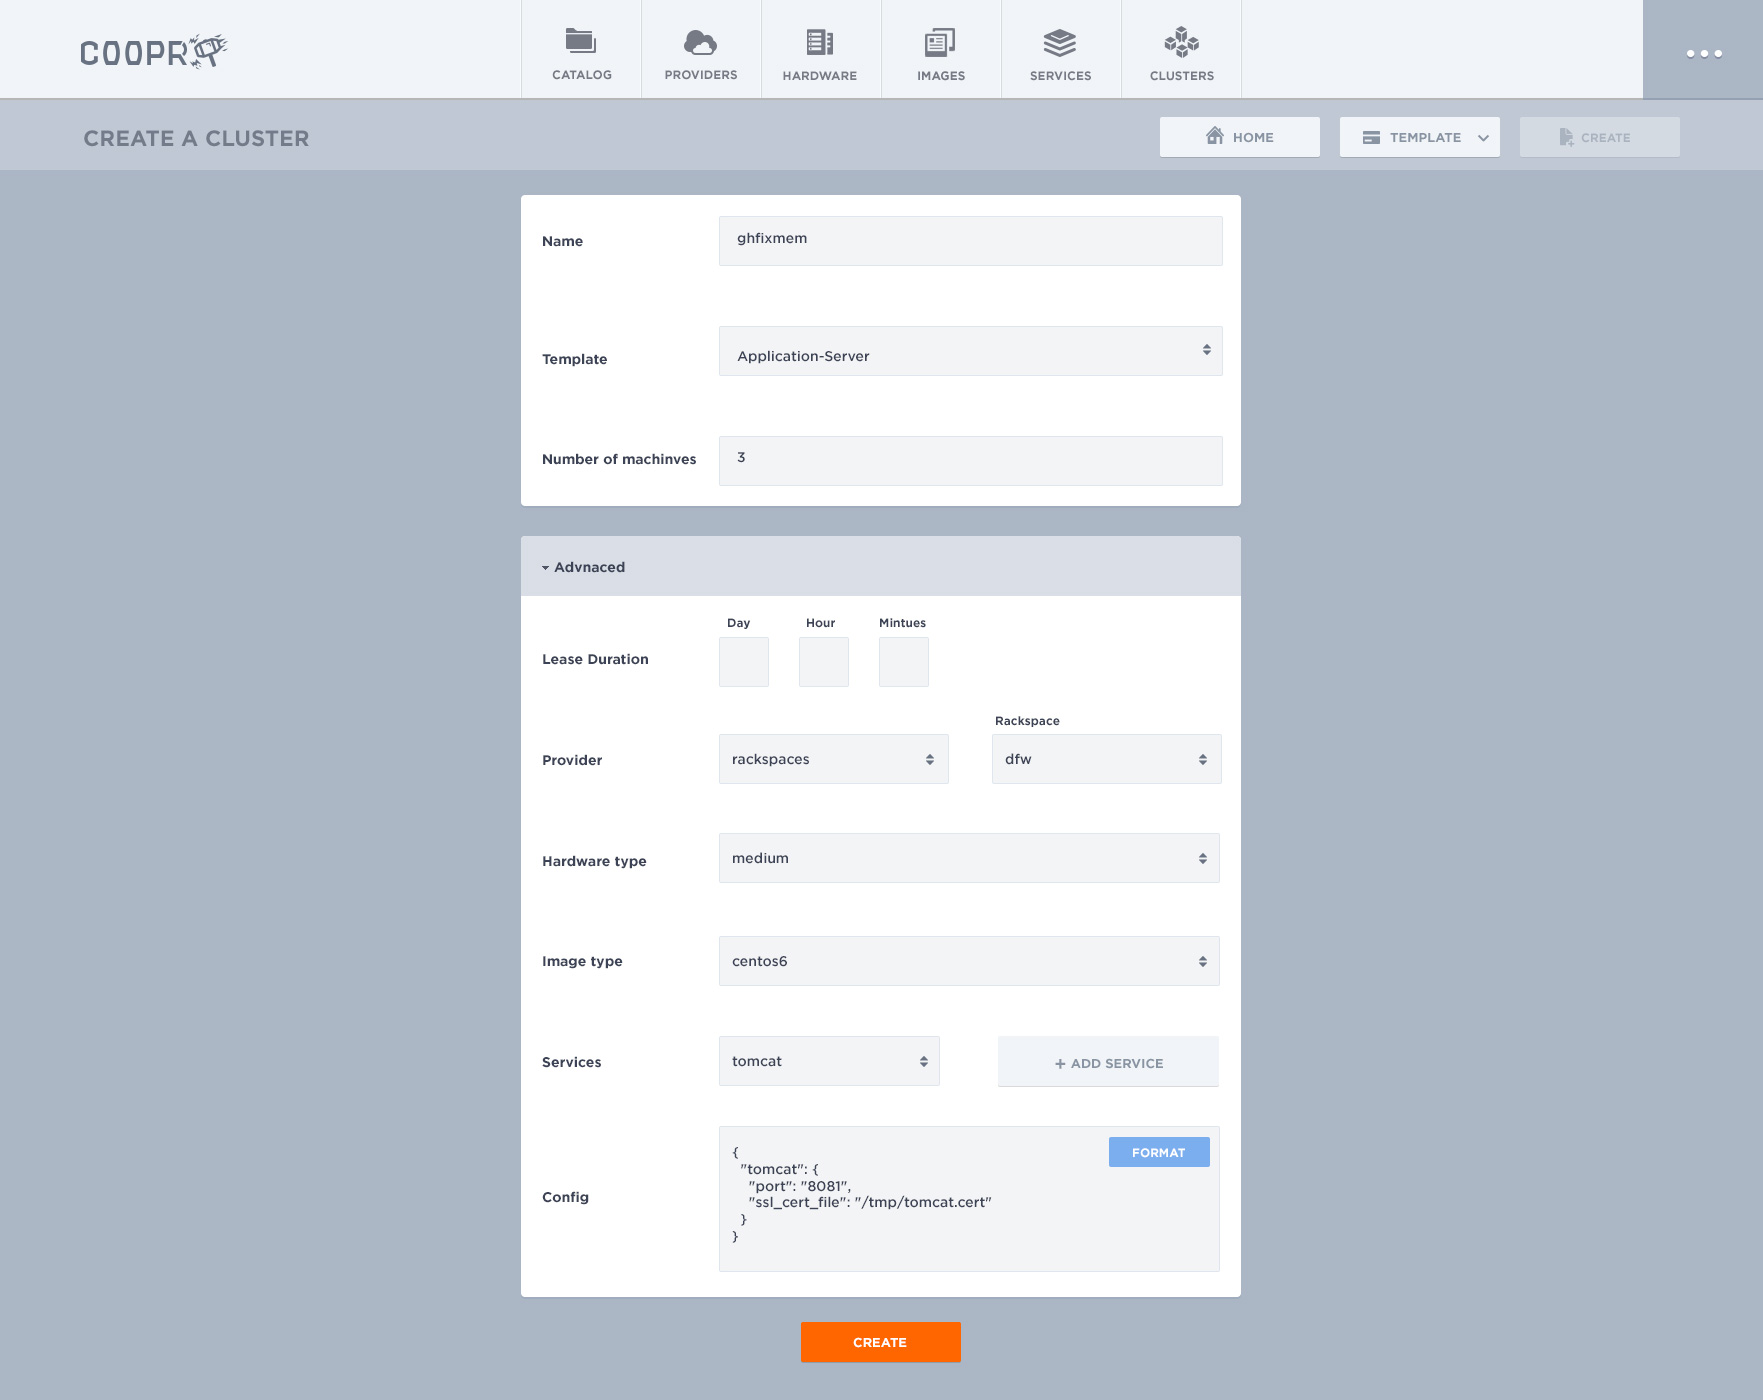 COOPR
CATALOG
PROVIDERS
HARDWARE
IMAGES
SERVICES
CLUSTERS
CREATE A CLUSTER
HOME
TEMPLATE
CREATE
Name
ghfixmem
Template
Application-Server
Number of machinves
3
Advnaced
Day
Hour
Mintues
Lease Duration
Rackspace
Provider
rackspaces
dfw
Hardware type
medium
Image type
centos6
Services
tomcat
+ ADD SERVICE
FORMAT
Config
{
"tomcat": {
"port": "8081",
"ssl_cert_file": "/tmp/tomcat.cert"
}
}
CREATE